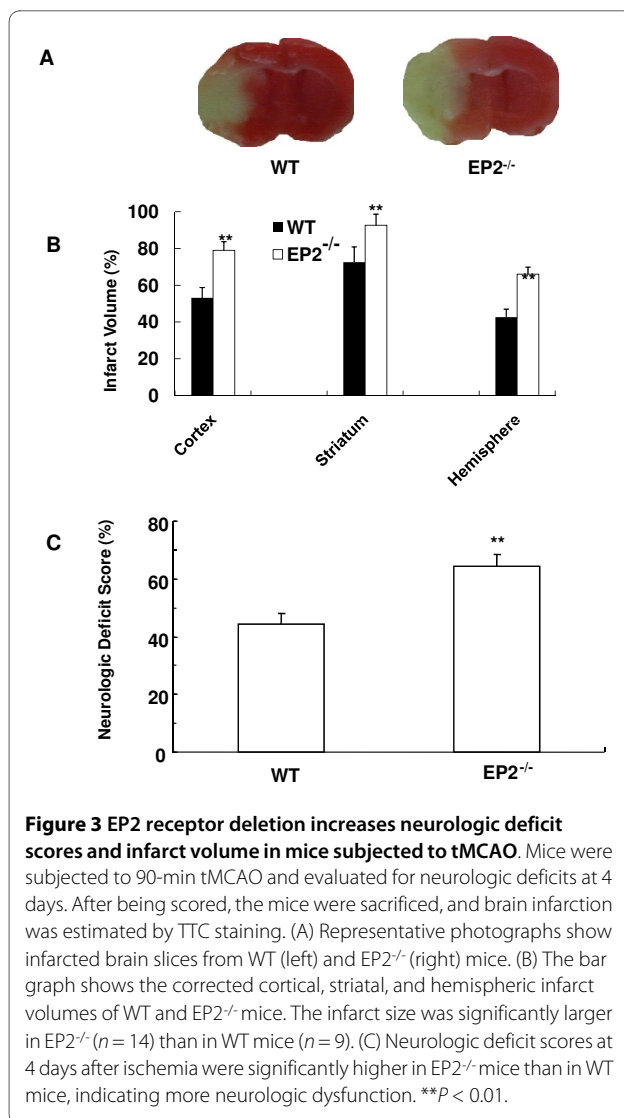 A
WT
EP2-/-
B
100
80
60
40
20
0
Infarct Volume (%)
WT
EP2-/-
**
**
**
Cortex
Striatum
Hemisphere
C
80
60
40
20
0
Neurologic Deficit Score (%)
**
WT
EP2-/-
Figure 3 EP2 receptor deletion increases neurologic deficit
scores and infarct volume in mice subjected to tMCAO. Mice were
subjected to 90-min tMCAO and evaluated for neurologic deficits at 4
days. After being scored, the mice were sacrificed, and brain infarction
was estimated by TTC staining. (A) Representative photographs show
infarcted brain slices from WT (left) and EP2-/- (right) mice. (B) The bar
graph shows the corrected cortical, striatal, and hemispheric infarct
volumes of WT and EP2-/- mice. The infarct size was significantly larger
in EP2-/- (n = 14) than in WT mice (n = 9). (C) Neurologic deficit scores at
4 days after ischemia were significantly higher in EP2-/- mice than in WT
mice, indicating more neurologic dysfunction. **P < 0.01.